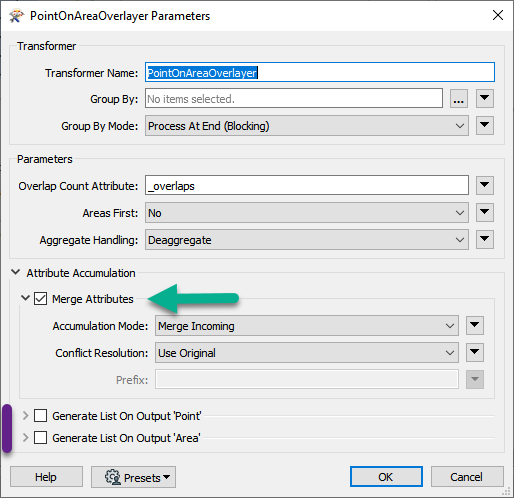 PointOnAreaOverlayer Parameters
Transformer
Transformer Name: PointOnAreaOverlayer
Group By: No items selected. ...
Group By Mode: Process At End (Blocking)
Parameters
Overlap Count Attribute: _overlaps
Areas First: No
Aggregate Handling: Deaggregate
Attribute Accumulation
Merge Attributes
Accumulation Mode: Merge Incoming
Conflict Resolution: Use Original
Prefix:
Generate List On Output 'Point'
Generate List On Output 'Area'
Help Presets OK Cancel